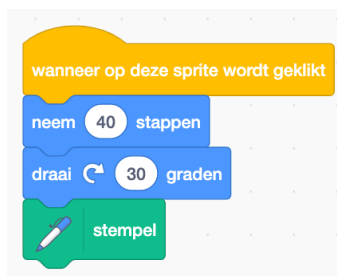 wanneer op deze sprite wordt geklikt
neem 40 stappen
draai 30 graden
stempel